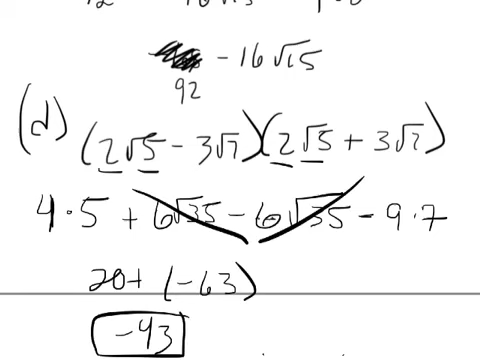 92 - 16√15
(d)
(2√5 - 3√7)(2√5 + 3√7)
4·5 + 6√35 - 6√35 - 9·7
20+ (-63)
-43